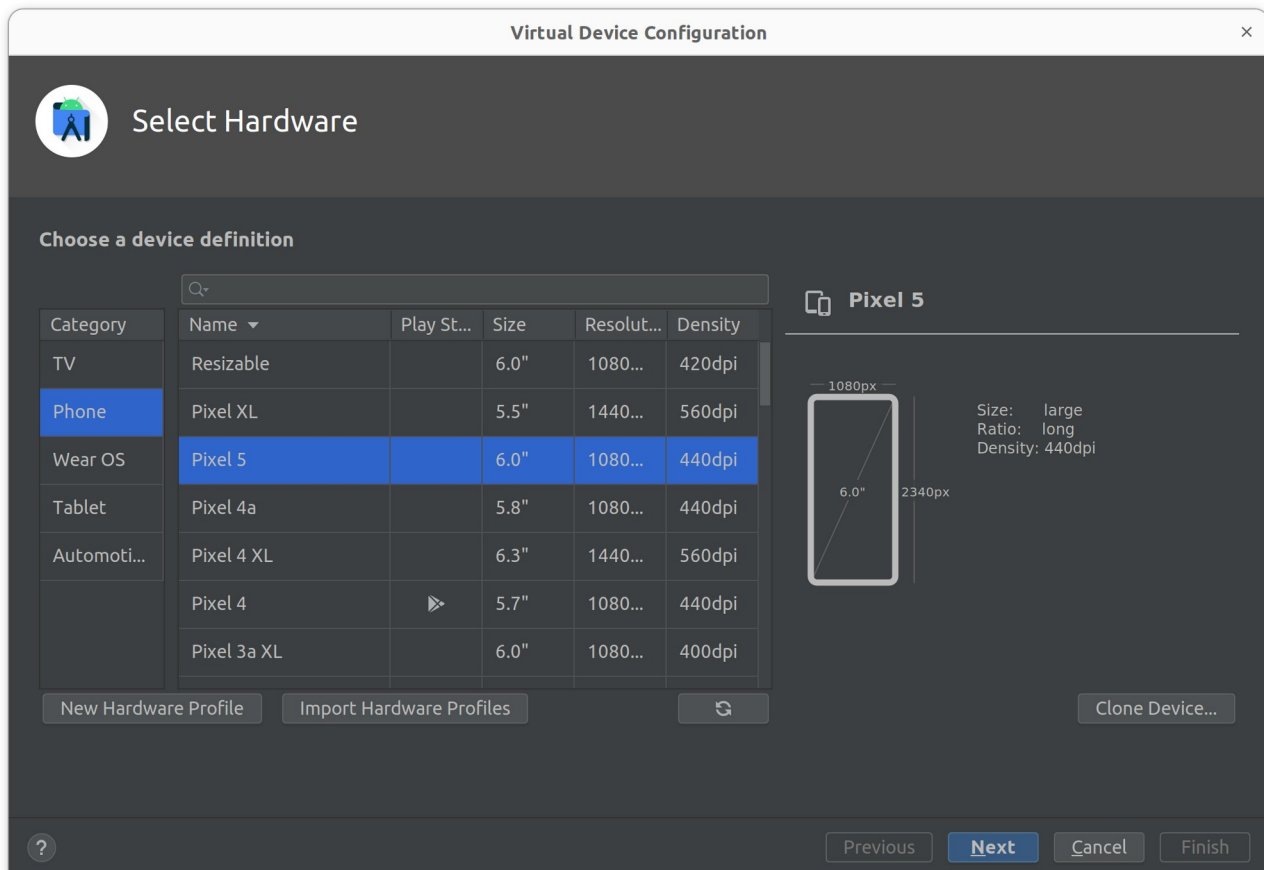 Virtual Device Configuration
Select Hardware
Choose a device definition
Category
TV
Phone
Wear OS
Tablet
Automoti...
Name Play St... Size Resolut... Density
Resizable 6.0" 1080... 420dpi
Pixel XL 5.5" 1440... 560dpi
Pixel 5 6.0" 1080... 440dpi
Pixel 4a 5.8" 1080... 440dpi
Pixel 4 XL 6.3" 1440... 560dpi
Pixel 4 5.7" 1080... 440dpi
Pixel 3a XL 6.0" 1080... 400dpi
Pixel 5
1080px
6.0"
2340px
Size: large
Ratio: long
Density: 440dpi
New Hardware Profile Import Hardware Profiles Clone Device...
? Previous Next Cancel Finish